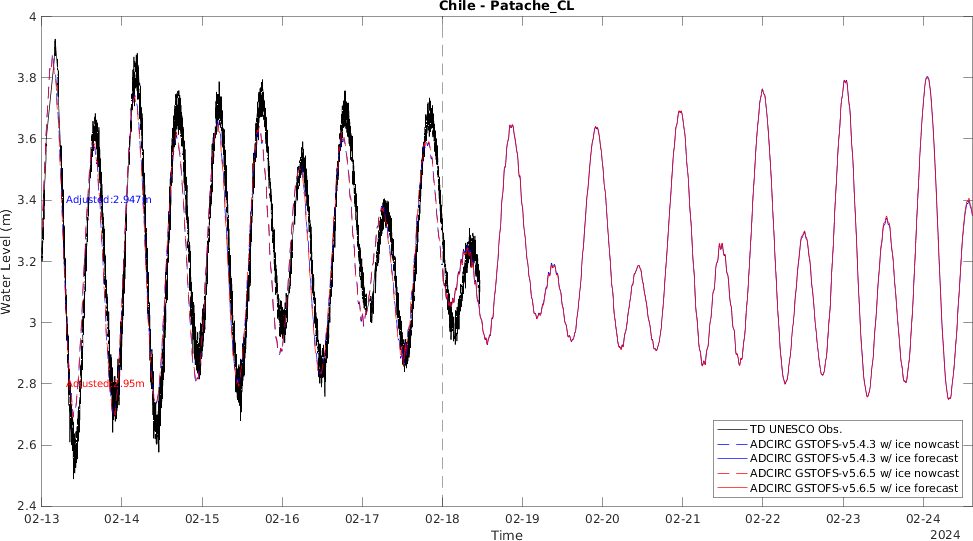 Chile - Patache_CL
4
3.8
3.6
3.4
3.2
3
2.8
2.6
2.4
Water Level (m)
Adjusted:2.947m
Adjusted:2.95m
TD UNESCO Obs.
ADCIRC GSTOFS-v5.4.3 w/ ice nowcast
ADCIRC GSTOFS-v5.4.3 w/ ice forecast
ADCIRC GSTOFS-v5.6.5 w/ ice nowcast
ADCIRC GSTOFS-v5.6.5 w/ ice forecast
02-13 02-14 02-15 02-16 02-17 02-18 02-19 02-20 02-21 02-22 02-23 02-24
Time
2024